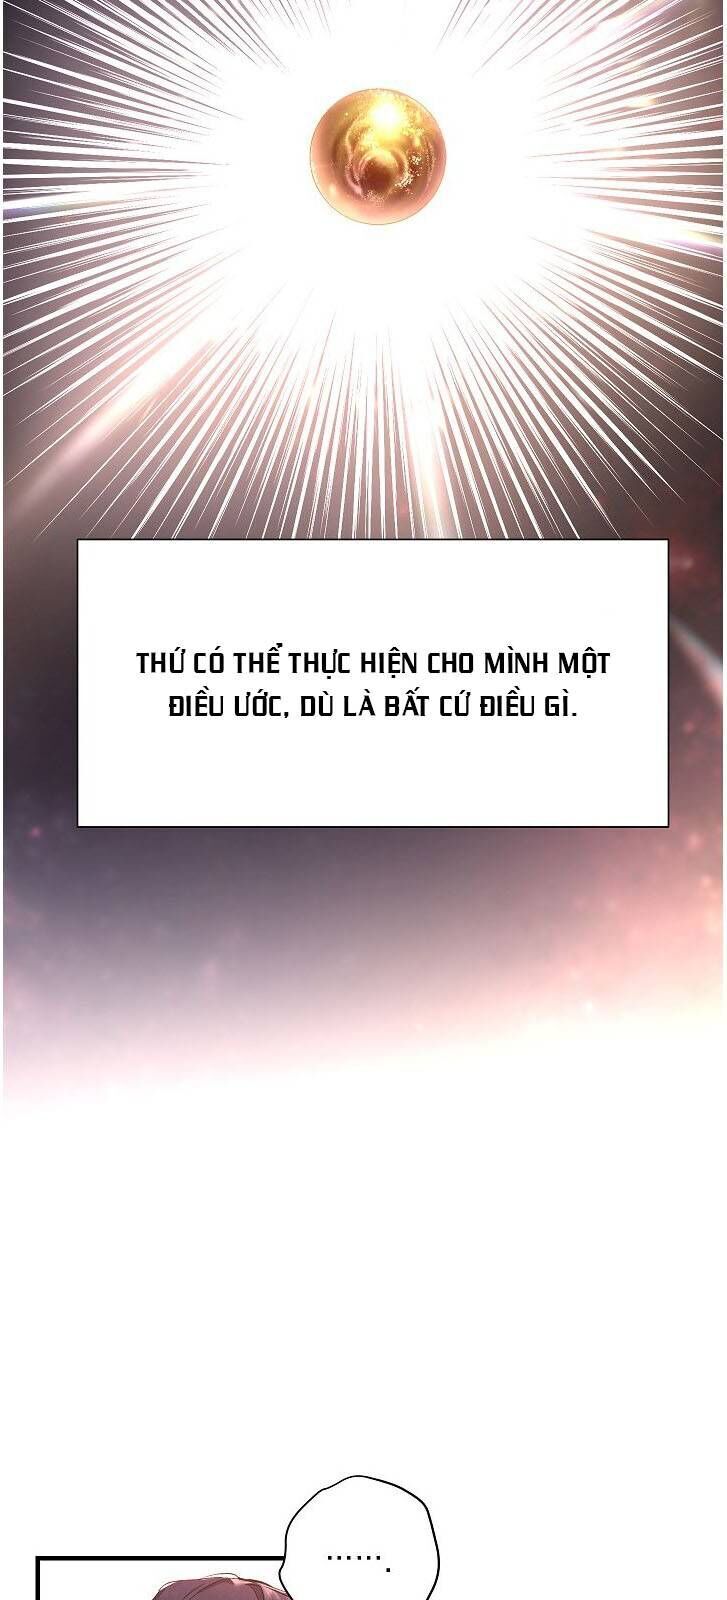 THỨ CÓ THỂ THỰC HIỆN CHO MÌNH MỘT
ĐIỀU ƯỚC, DÙ LÀ BẤT CỨ ĐIỀU GÌ.
.......